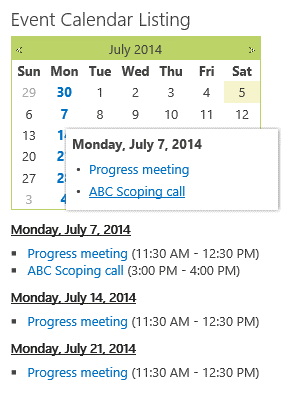 Event Calendar Listing
« July 2014 »
Sun Mon Tue Wed Thu Fri Sat
29 30 1 2 3 4 5
6 7 8 9 10 11 12
13
20
27
3
Monday, July 7, 2014
• Progress meeting
• ABC Scoping call
Monday, July 7, 2014
▪ Progress meeting (11:30 AM - 12:30 PM)
▪ ABC Scoping call (3:00 PM - 4:00 PM)
Monday, July 14, 2014
▪ Progress meeting (11:30 AM - 12:30 PM)
Monday, July 21, 2014
▪ Progress meeting (11:30 AM - 12:30 PM)